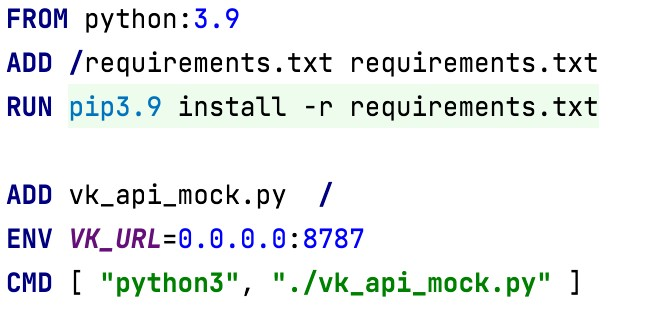 FROM python:3.9
ADD /requirements.txt requirements.txt
RUN pip3.9 install -r requirements.txt
ADD vk_api_mock.py  /
ENV VK_URL=0.0.0.0:8787
CMD [ "python3", "./vk_api_mock.py" ]